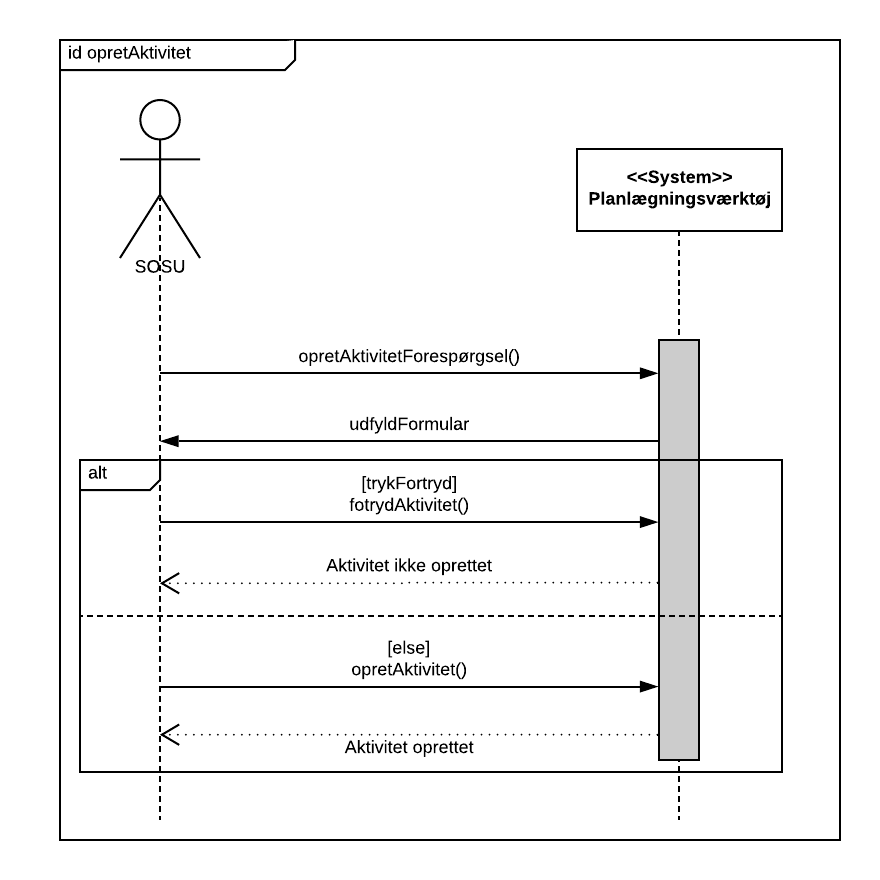 id opretAktivitet
<<System>>
Planlægningsværktøj
SOSU
opretAktivitetForespørgsel()
udfyldFormular
alt
[trykFortryd]
fotrydAktivitet()
Aktivitet ikke oprettet
[else]
opretAktivitet()
Aktivitet oprettet